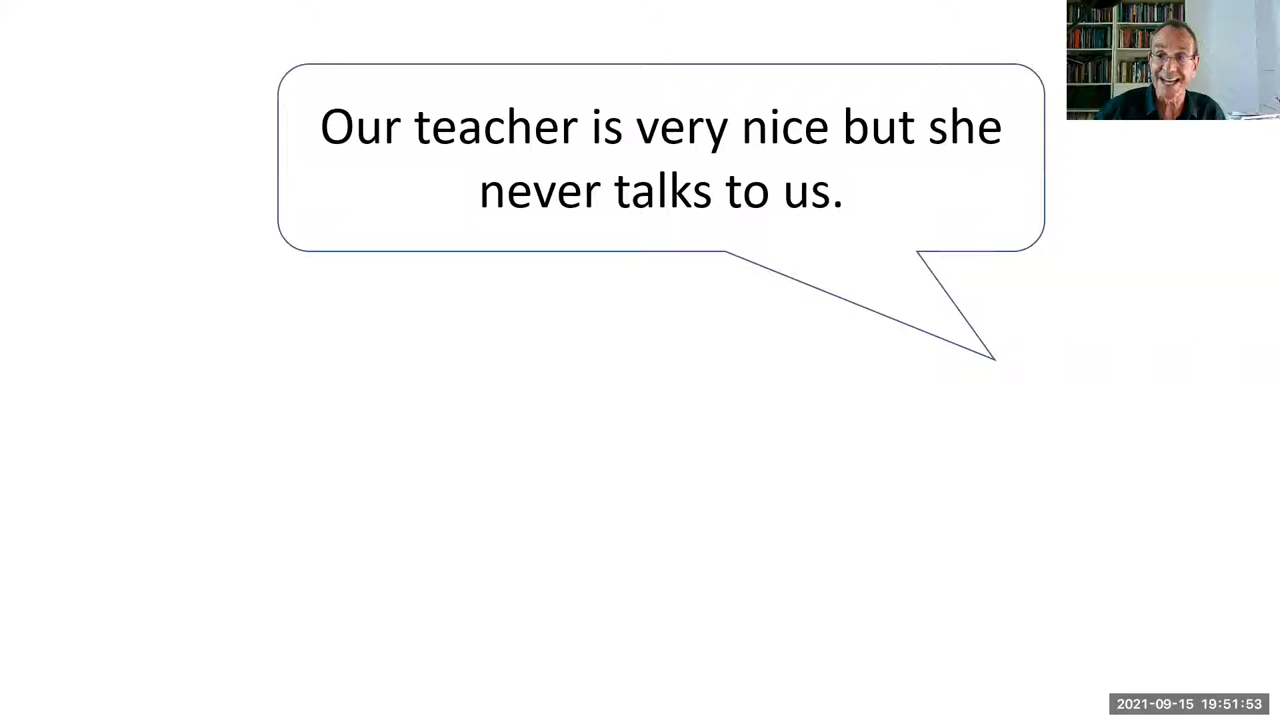 Our teacher is very nice but she
never talks to us.
2021-09-15 19:51:53